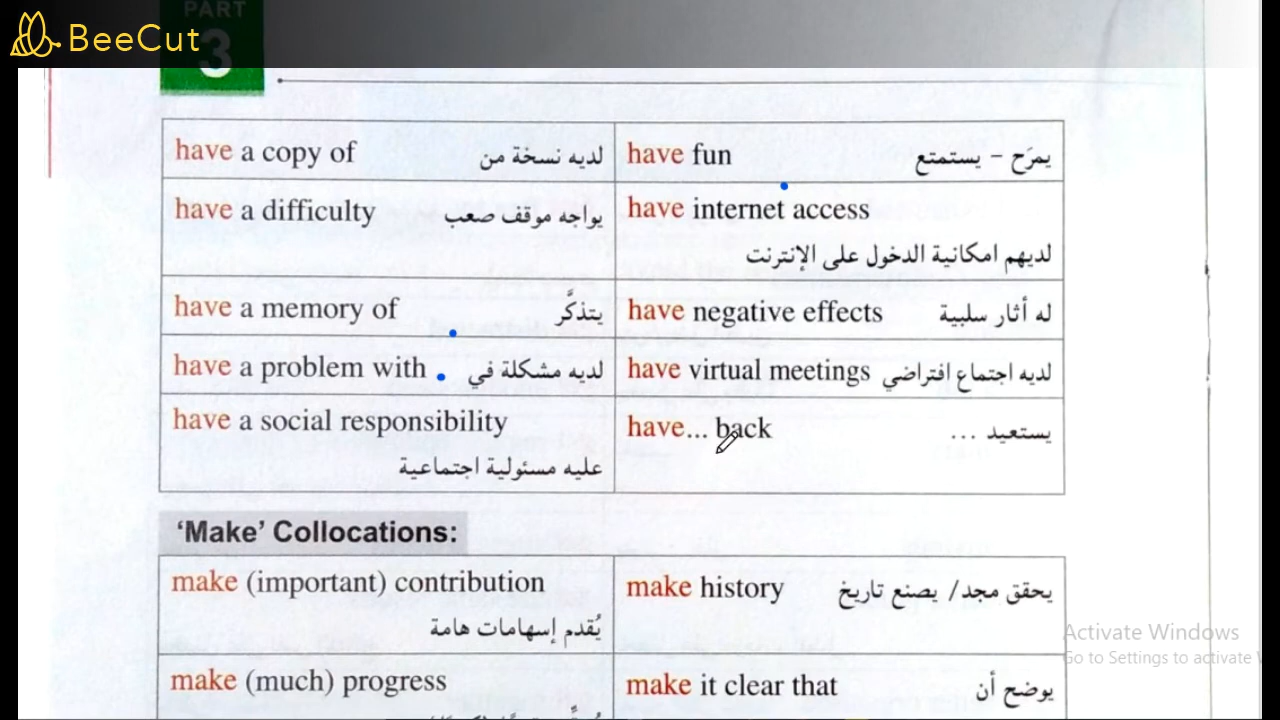 PART
3
BeeCut
have a copy of لديه نسخة من
have fun يمرَح – يستمتع
have a difficulty يواجه موقف صعب
have internet access
لديهم امكانية الدخول على الإنترنت
have a memory of يتذكَّر
have negative effects له أثار سلبية
have a problem with لديه مشكلة في
have virtual meetings لديه اجتماع افتراضي
have a social responsibility
عليه مسئولية اجتماعية
have... back يستعيد ...
‘Make’ Collocations:
make (important) contribution
يُقدم إسهامات هامة
make history يحقق مجد/ يصنع تاريخ
make (much) progress
make it clear that يوضح أن
Activate Windows
Go to Settings to activate